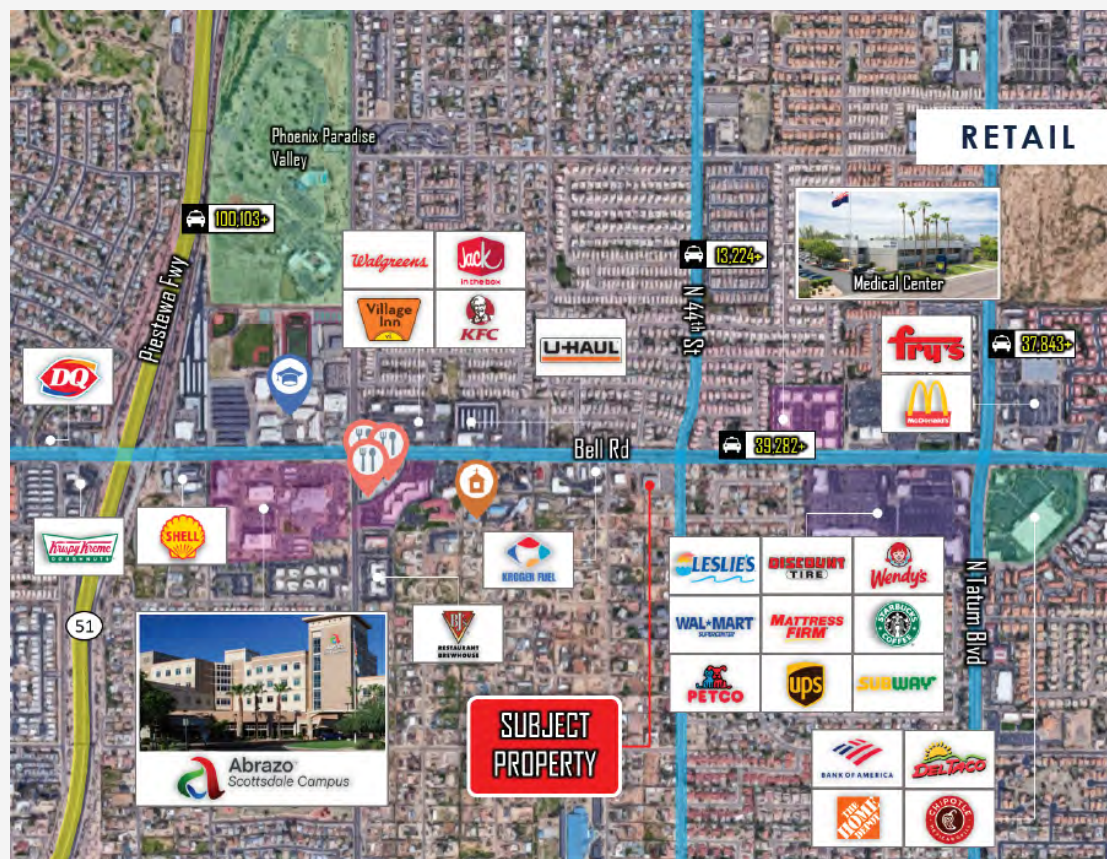 RETAIL
Phoenix Paradise
Valley
100,103+
Piestewa Fwy
13,224+
N 44th St
Medical Center
Walgreens
Jack
in the box
Village
Inn
KFC
U-HAUL
fry's
McDonald's
37,843+
DQ
Bell Rd
39,282+
Krispy Kreme
DOUGHNUTS
SHELL
KROGER FUEL
51
BJ's
RESTAURANT
BREWHOUSE
LESLIE'S
DISCOUNT
TIRE
Wendy's
WAL★MART
SUPERCENTER
MATTRESS
FIRM
STARBUCKS
COFFEE
PETCO
ups
SUBWAY
N Tatum Blvd
SUBJECT
PROPERTY
Abrazo
Scottsdale Campus
BANK OF AMERICA
DEL TACO
THE
HOME
DEPOT
CHIPOTLE
MEXICAN GRILL